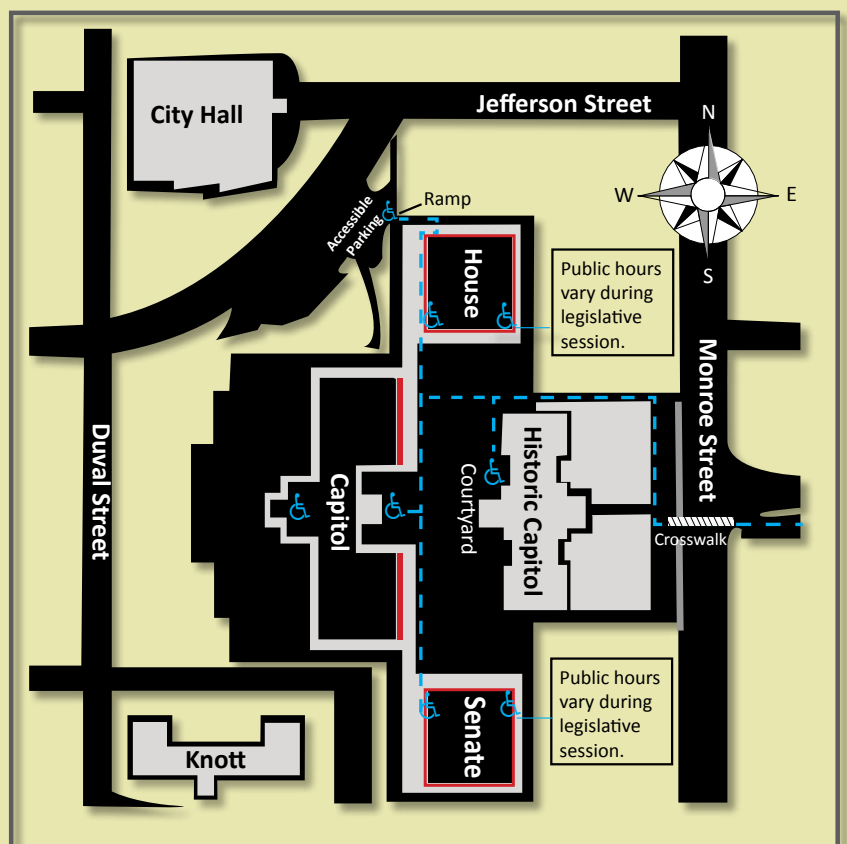 City Hall
Jefferson Street
N
W
E
S
Accessible
Parking
Ramp
House
Public hours
vary during
legislative
session.
Monroe Street
Duval Street
Capitol
Courtyard
Historic Capitol
Crosswalk
Senate
Public hours
vary during
legislative
session.
Knott